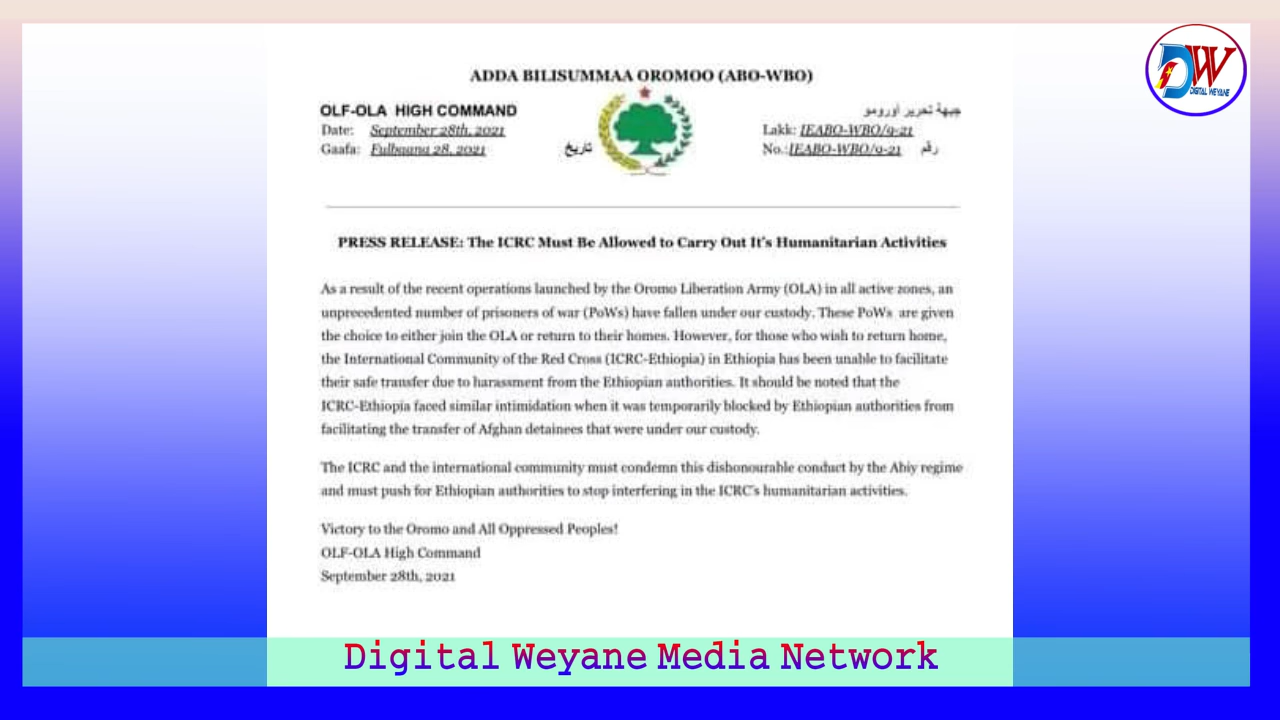 DW
DIGITAL WEYANE
ADDA BILISUMMAA OROMOO (ABO-WBO)
OLF-OLA HIGH COMMAND
جبهة تحرير أورومو
Date: September 28th, 2021
Lakk: IEABO-WBO/9-21
Gaafa: Fulbaana 28, 2021 تاريخ
No.: IEABO-WBO/9-21 رقم
PRESS RELEASE: The ICRC Must Be Allowed to Carry Out It's Humanitarian Activities
As a result of the recent operations launched by the Oromo Liberation Army (OLA) in all active zones, an
unprecedented number of prisoners of war (PoWs) have fallen under our custody. These PoWs are given
the choice to either join the OLA or return to their homes. However, for those who wish to return home,
the International Community of the Red Cross (ICRC-Ethiopia) in Ethiopia has been unable to facilitate
their safe transfer due to harassment from the Ethiopian authorities. It should be noted that the
ICRC-Ethiopia faced similar intimidation when it was temporarily blocked by Ethiopian authorities from
facilitating the transfer of Afghan detainees that were under our custody.
The ICRC and the international community must condemn this dishonourable conduct by the Abiy regime
and must push for Ethiopian authorities to stop interfering in the ICRC's humanitarian activities.
Victory to the Oromo and All Oppressed Peoples!
OLF-OLA High Command
September 28th, 2021
Digital Weyane Media Network